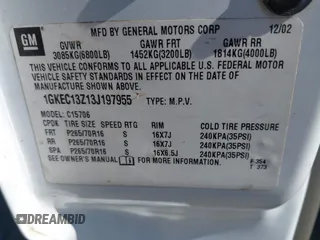 GM
MFD BY GENERAL MOTORS CORP 12/02
GVWR GAWR FRT GAWR RR
3085KG(6800LB) 1452KG(3200LB) 1814KG(4000LB)
THIS VEHICLE CONFORMS TO ALL APPLICABLE U.S. FEDERAL MOTOR
VEHICLE SAFETY STANDARDS IN EFFECT ON THE DATE OF
MANUFACTURE SHOWN ABOVE.
1GKEC13Z13J197955 TYPE: M.P.V.
MODEL: C15706
CPDK TIRE SIZE SPEED RTG RIM COLD TIRE PRESSURE
FRT P265/70R16 S 16X7J 240KPA(35PSI)
RR P265/70R16 S 16X7J 240KPA(35PSI)
SPA P265/70R16 S 16X6.5J 240KPA(35PSI)
SEE OWNER'S MANUAL FOR ADDITIONAL INFORMATION.
DREAMBID
autobidmaster